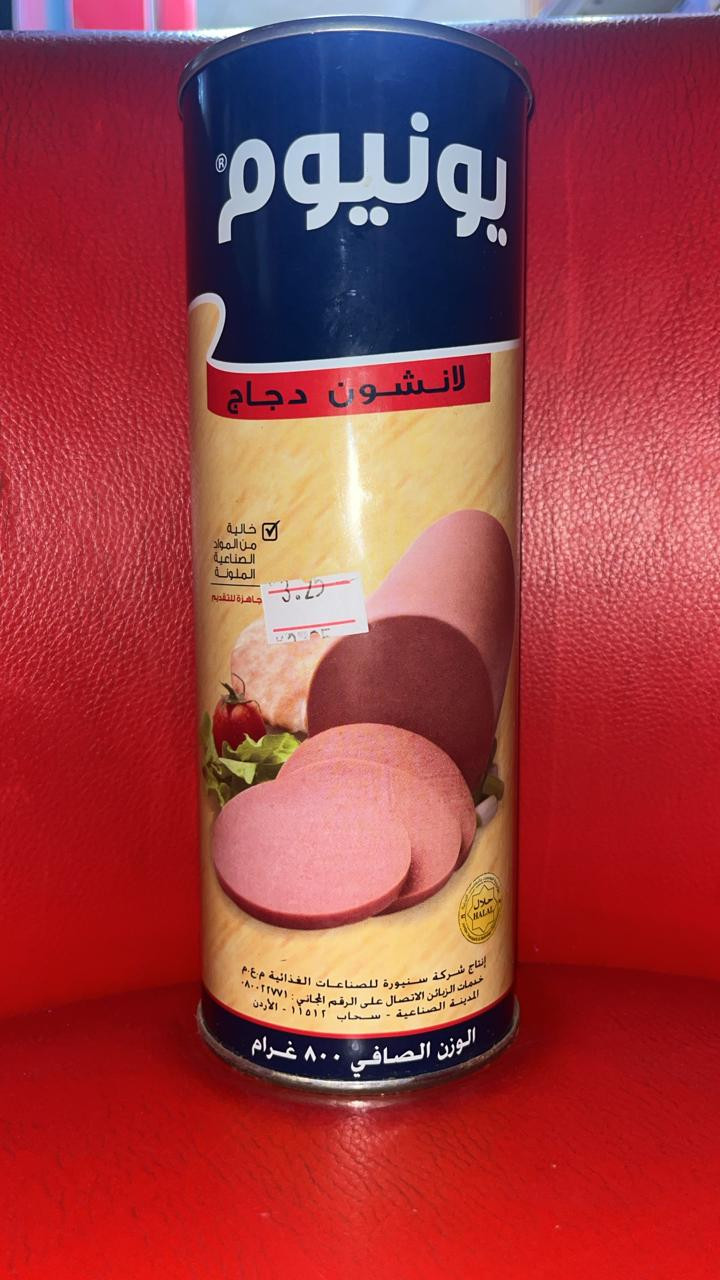 يونيوم®
لانشون دجاج
خالية
من المواد
الصناعية
الملونة
جاهزة للتقديم
3.25
حلال
HALAL
إنتاج شركة سنيورة للصناعات الغذائية م.ع.م
خدمات الزبائن الاتصال على الرقم المجاني: ٠٨٠٠٢٢٧٧١
المدينة الصناعية - سحاب ١١٥١٢ - الأردن
الوزن الصافي ٨٠٠ غرام